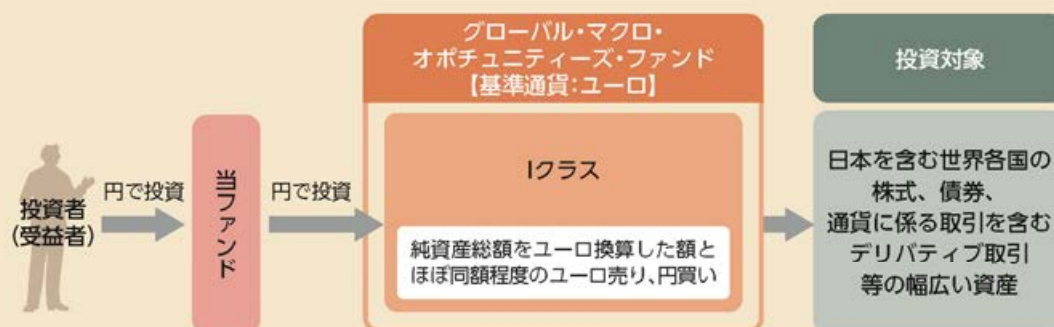 投資者
(受益者)
円で投資
当ファンド
円で投資
グローバル・マクロ・
オポチュニティーズ・ファンド
【基準通貨:ユーロ】
Iクラス
純資産総額をユーロ換算した額と
ほぼ同額程度のユーロ売り、円買い
投資対象
日本を含む世界各国の
株式、債券、
通貨に係る取引を含む
デリバティブ取引
等の幅広い資産